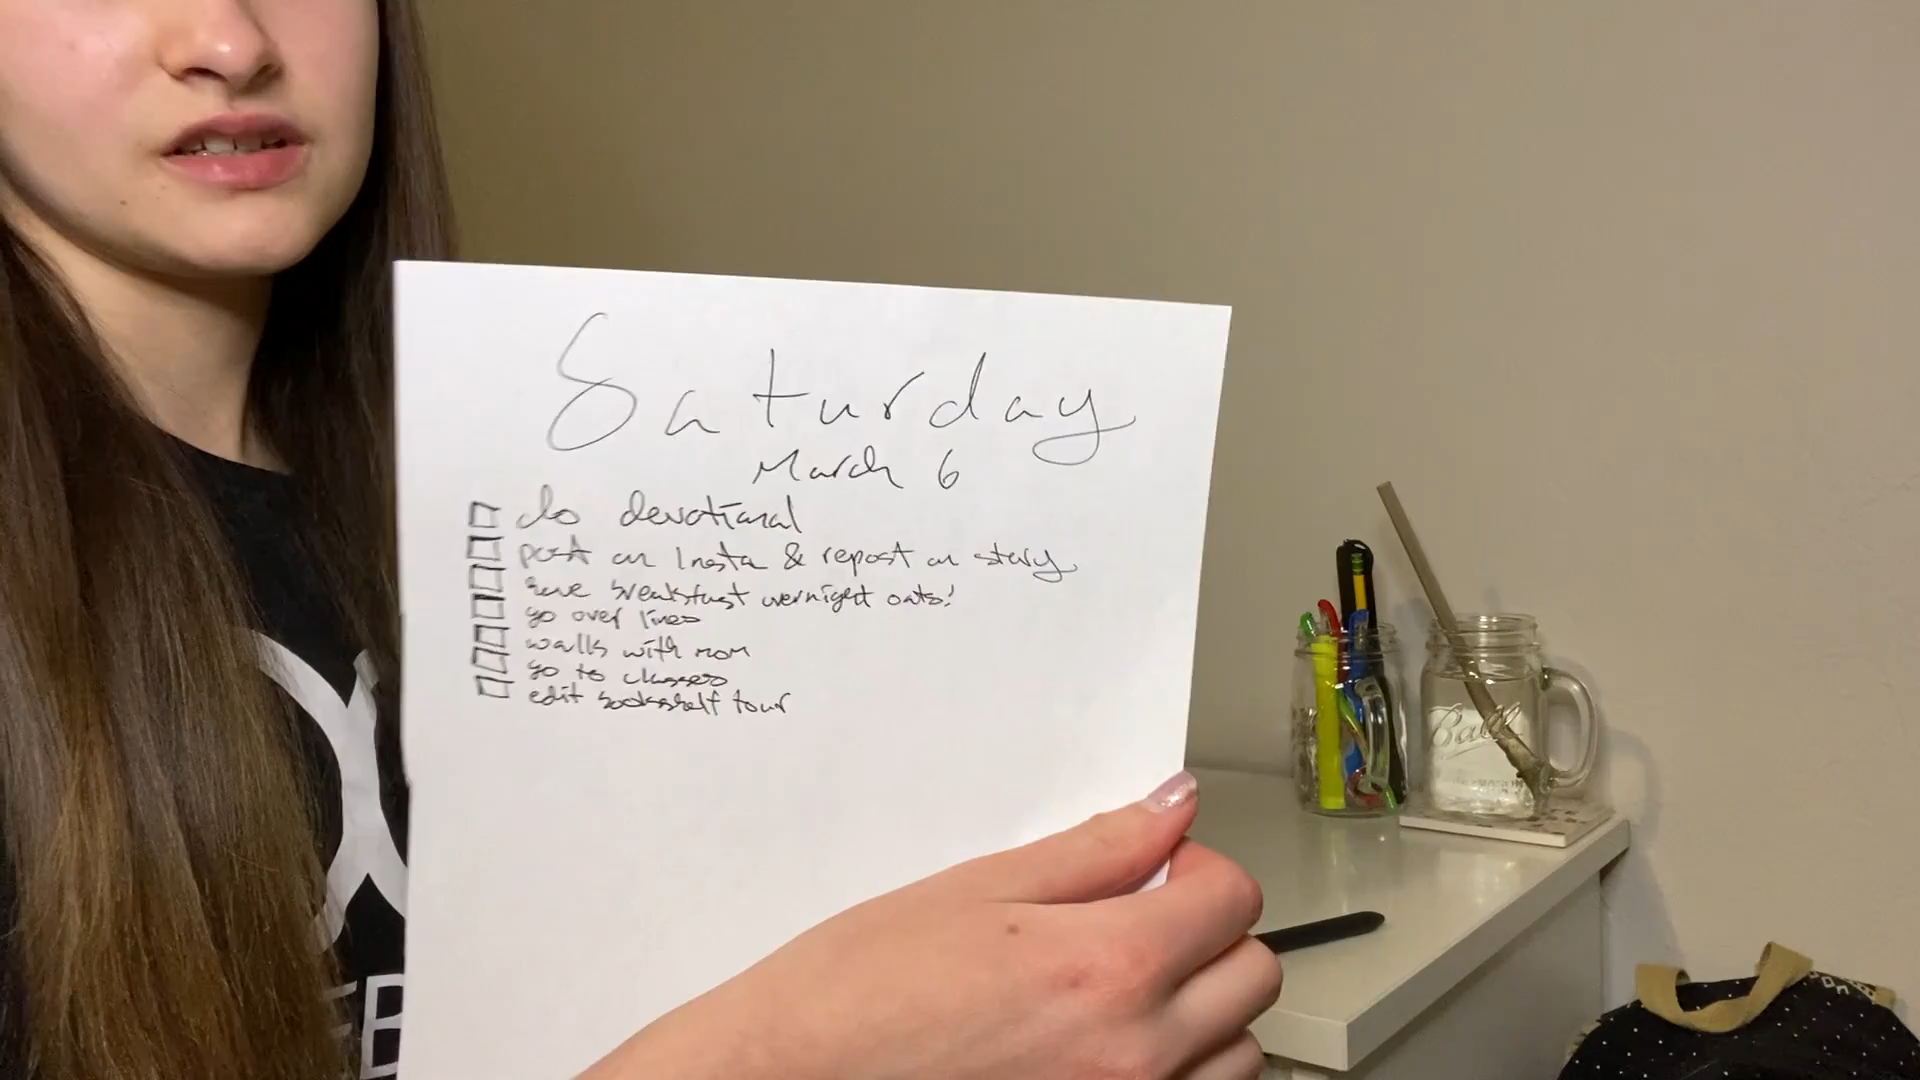 Saturday
March 6
do devotional
post on Insta & repost on story
have breakfast overnight oats!
go over lines
walk with mom
go to classes
edit bookshelf tour
Ball